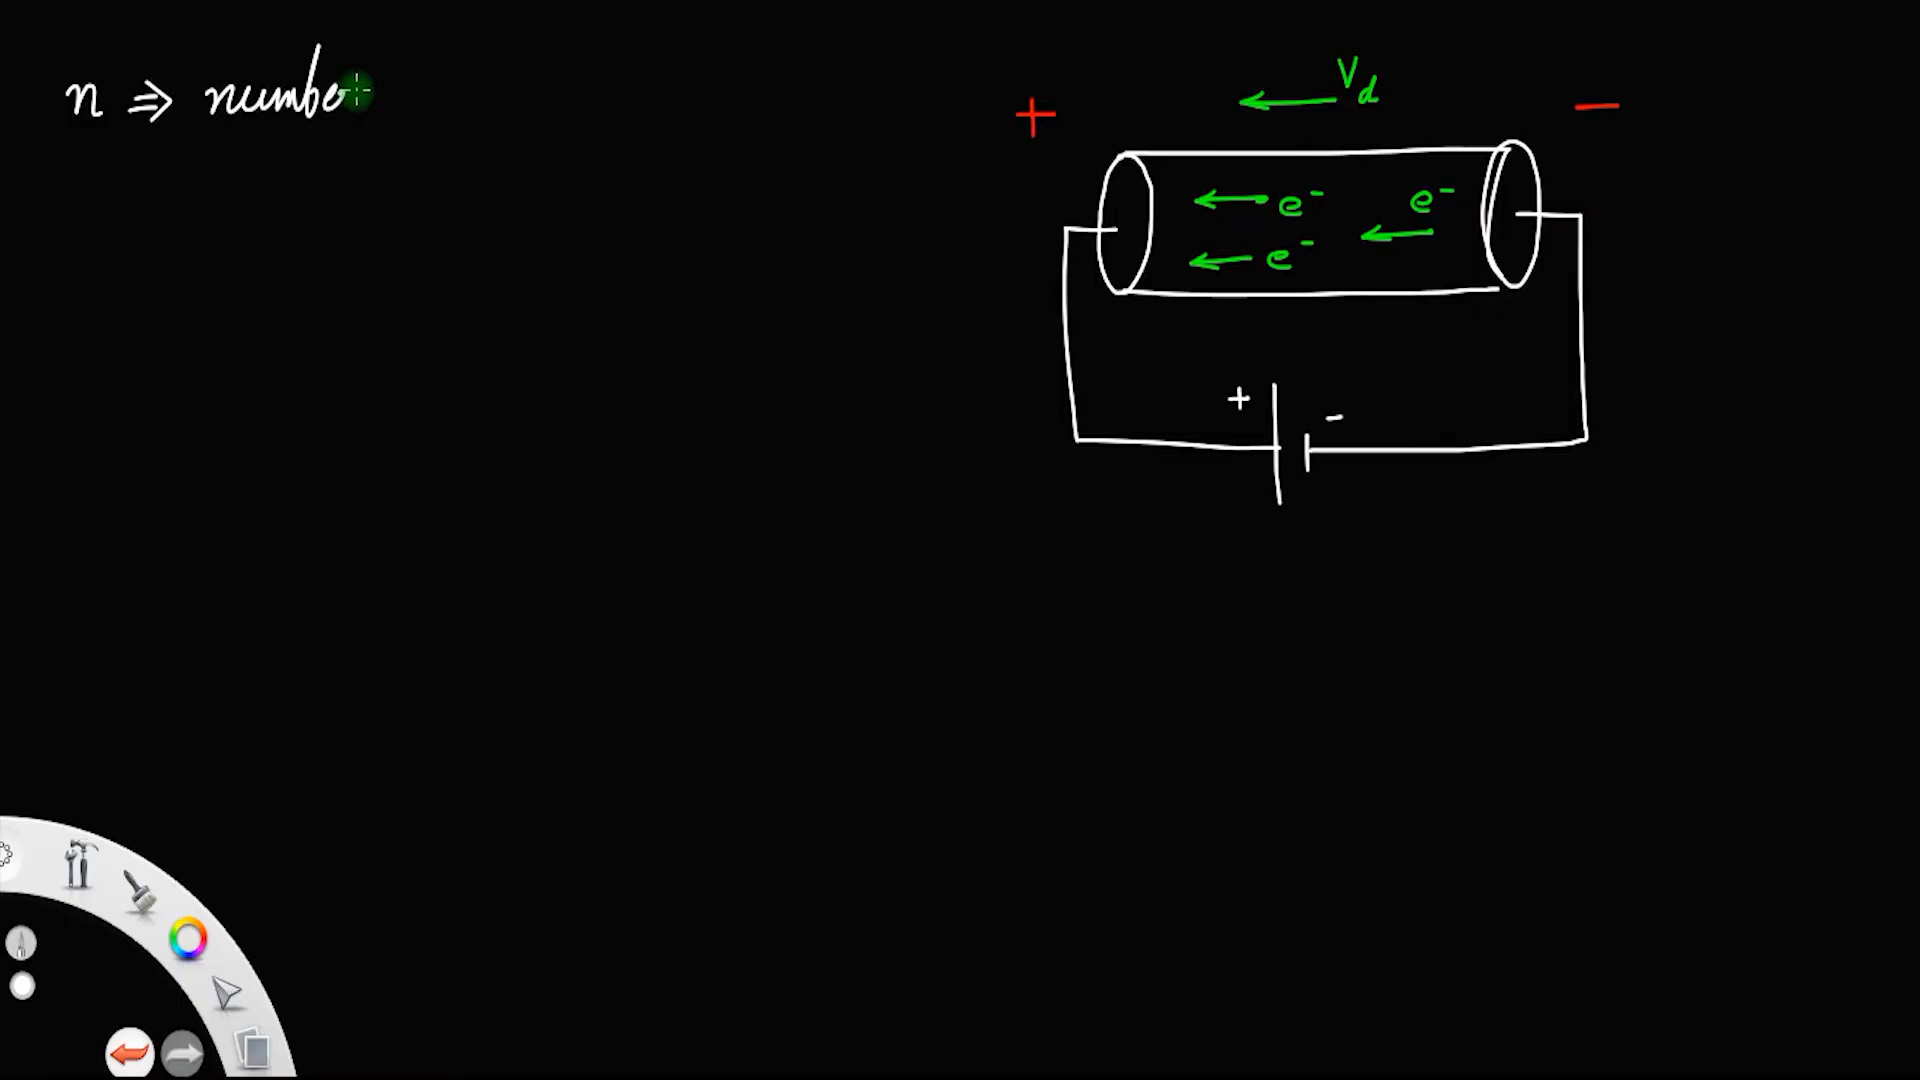 n ⇒ numbe
V_d
+ −
e⁻ e⁻
e⁻
+ -